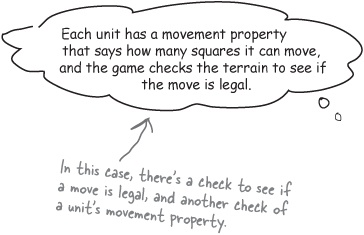 Each unit has a movement property
that says how many squares it can move,
and the game checks the terrain to see if
the move is legal.
In this case, there's a check to see if
a move is legal, and another check of
a unit's movement property.